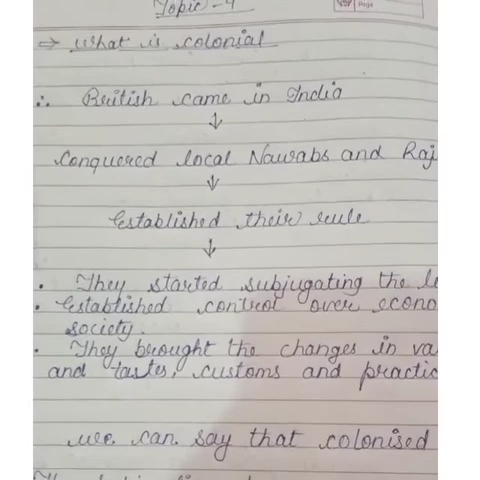 Topic - 4
Page
⇒ What is colonial
∴ British came in India
↓
Conquered local Nawabs and Raj
↓
Established their rule
↓
• They started subjugating the
• Established control over econo
society.
• They brought the changes in va
and tastes, customs and practic
we can say that colonised